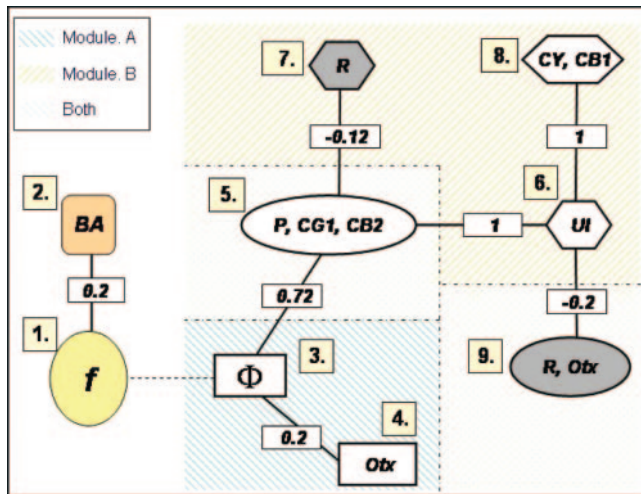 Module. A
Module. B
Both
7.
R
8.
CY, CB1
-0.12
1
2.
BA
5.
P, CG1, CB2
1
6.
UI
0.2
0.72
-0.2
1.
f
Φ
3.
9.
R, Otx
4.
0.2
Otx